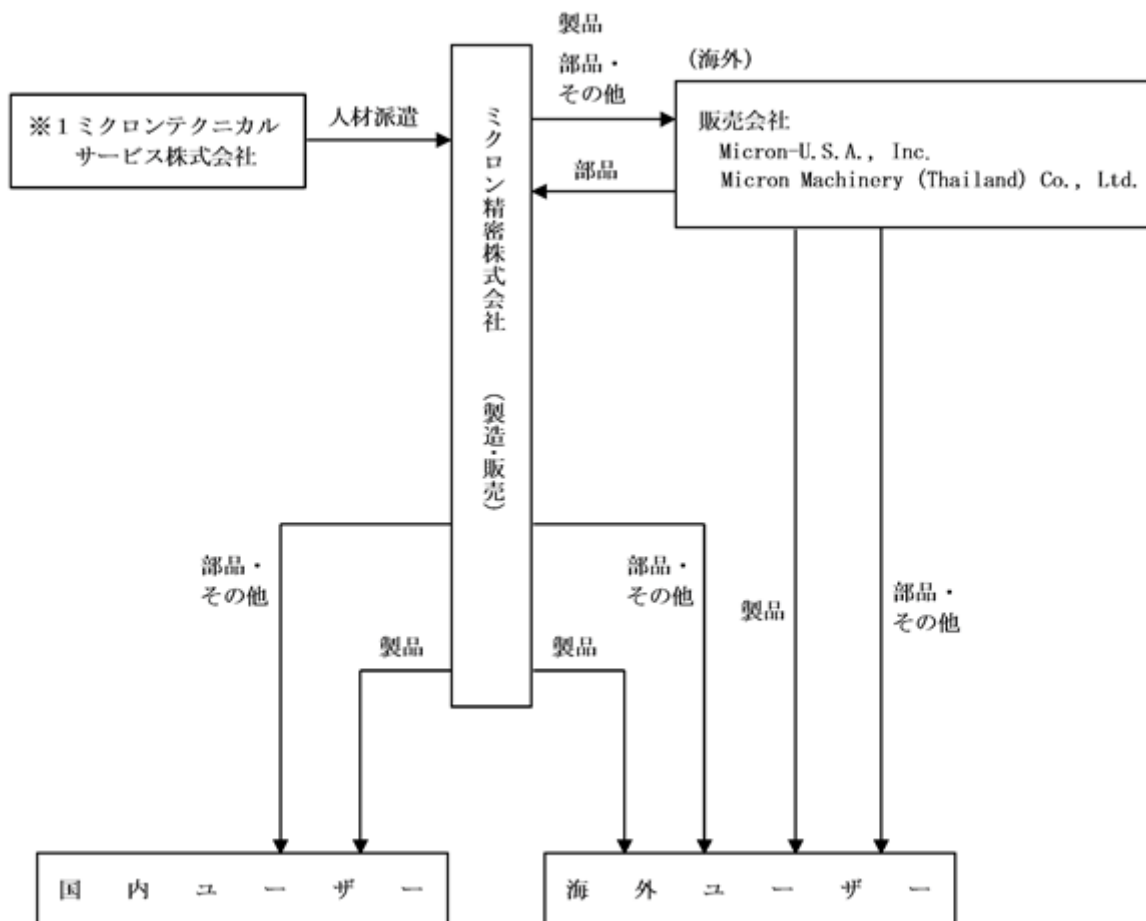 製品
部品・
その他
(海外)
※1ミクロンテクニカル
サービス株式会社
人材派遣
ミクロン精密株式会社 (製造・販売)
部品
販売会社
Micron-U.S.A., Inc.
Micron Machinery (Thailand) Co., Ltd.
部品・
その他
製品
部品・
その他
製品
製品
部品・
その他
国内ユーザー
海外ユーザー